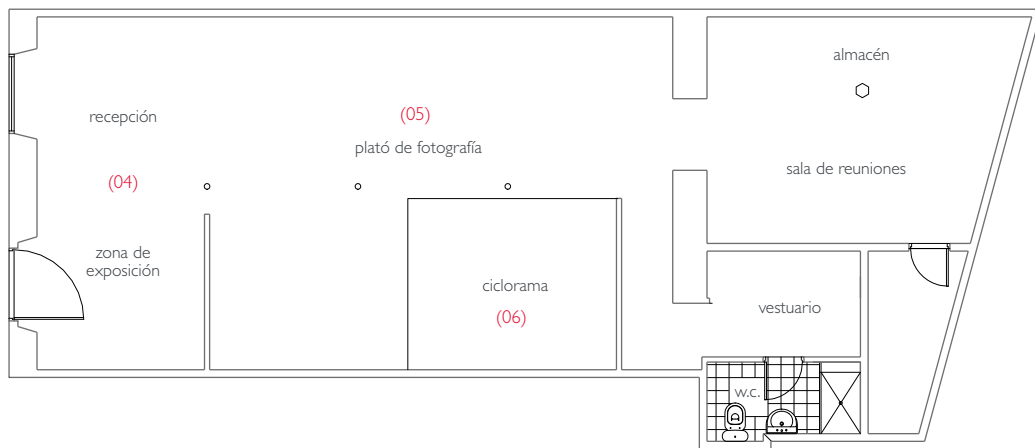 almacén
recepción
(05)
plató de fotografía
sala de reuniones
(04)
zona de
exposición
ciclorama
(06)
vestuario
w.c.